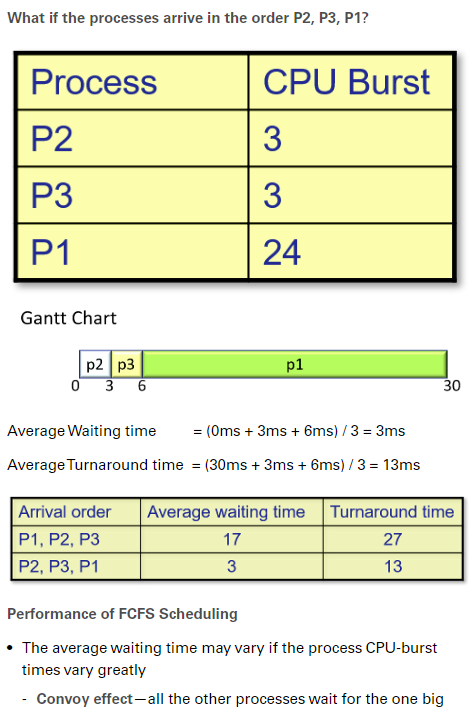 What if the processes arrive in the order P2, P3, P1?
Process CPU Burst
P2 3
P3 3
P1 24
Gantt Chart
p2 p3 p1
0 3 6 30
Average Waiting time = (0ms + 3ms + 6ms) / 3 = 3ms
Average Turnaround time = (30ms + 3ms + 6ms) / 3 = 13ms
Arrival order Average waiting time Turnaround time
P1, P2, P3 17 27
P2, P3, P1 3 13
Performance of FCFS Scheduling
• The average waiting time may vary if the process CPU-burst
times vary greatly
- Convoy effect—all the other processes wait for the one big